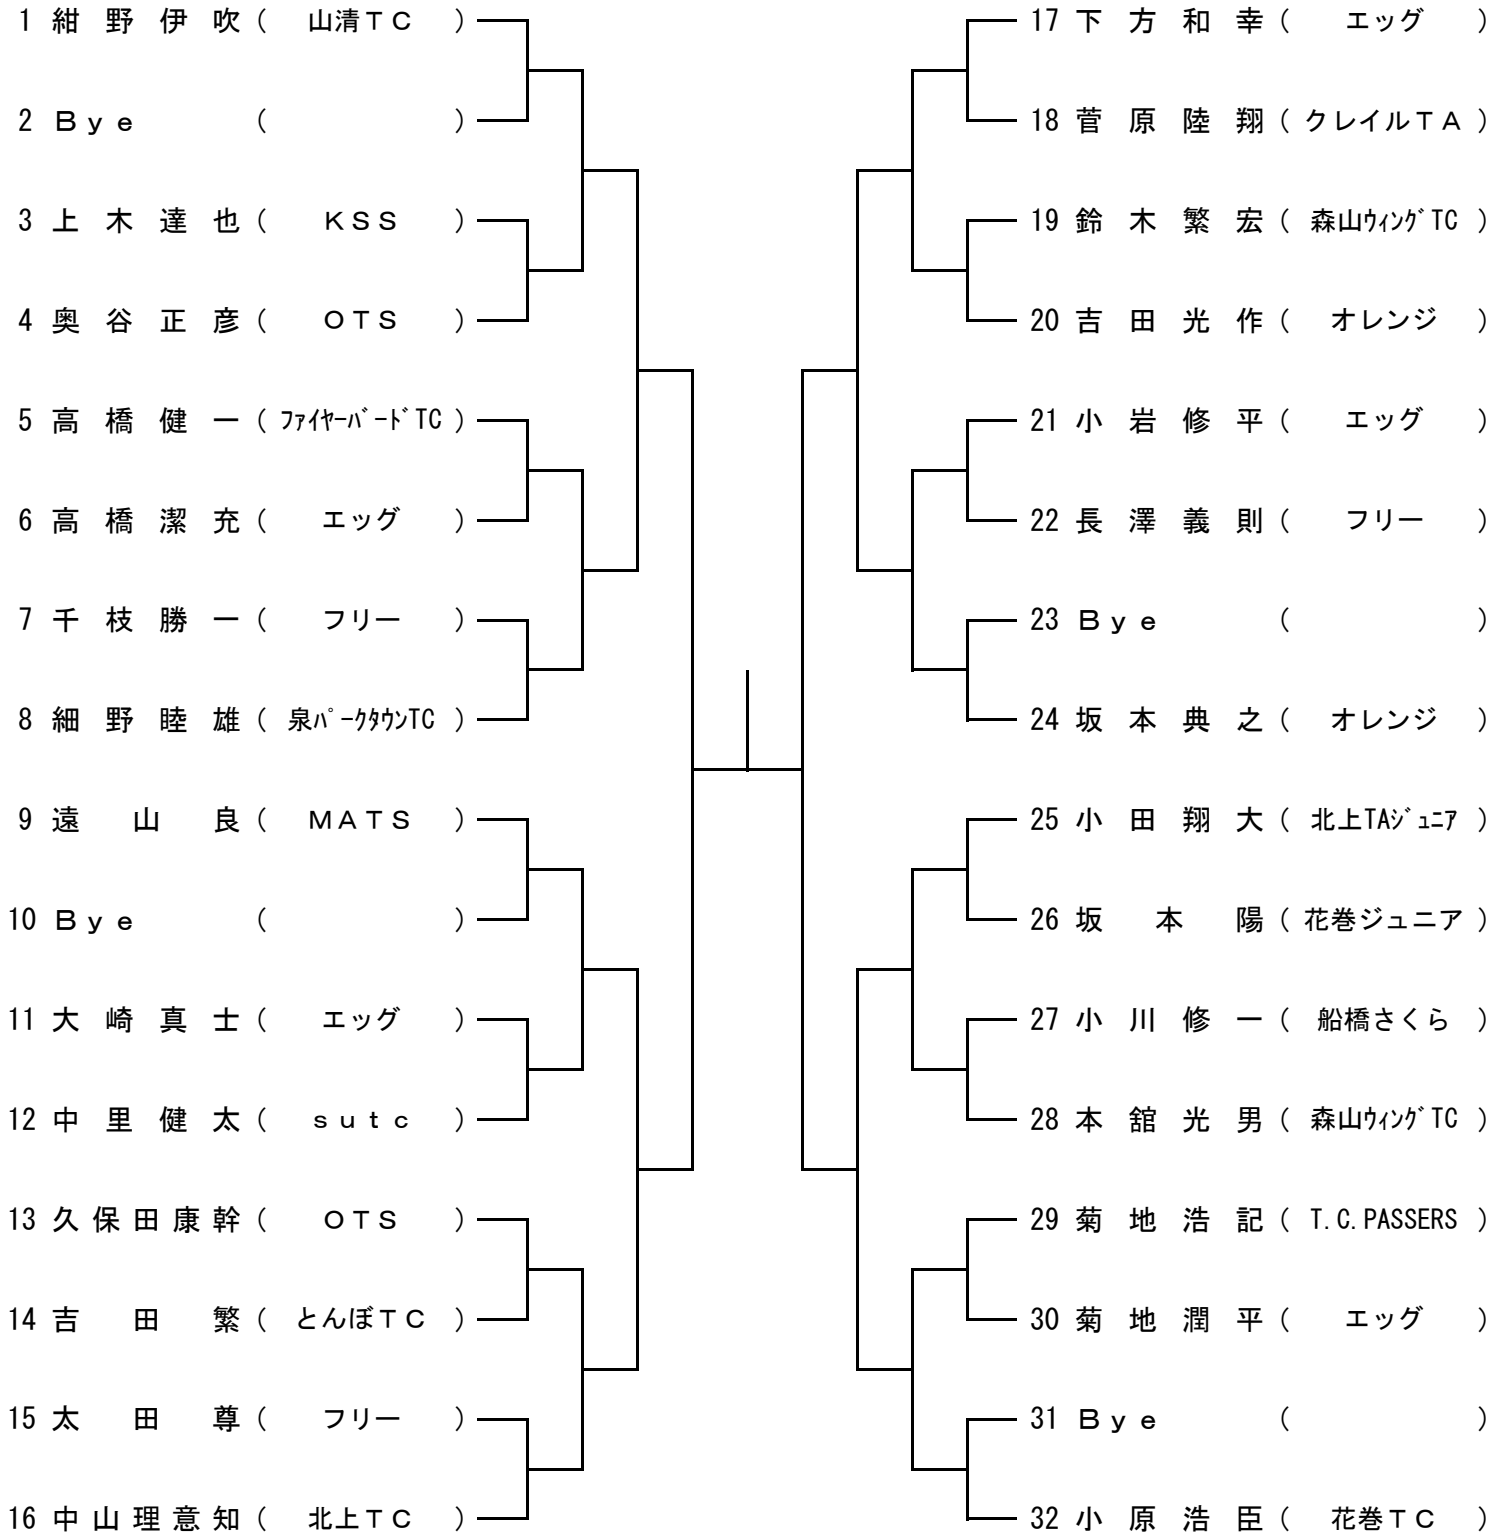 1 紺野伊吹 ( 山清ＴＣ )
2 Ｂｙｅ ( )
3 上木達也 ( ＫＳＳ )
4 奥谷正彦 ( ＯＴＳ )
5 高橋健一 ( ﾌｧｲﾔｰﾊﾞｰﾄﾞTC )
6 高橋潔充 ( エッグ )
7 千枝勝一 ( フリー )
8 細野睦雄 ( 泉ﾊﾟｰｸﾀｳﾝTC )
9 遠山良 ( ＭＡＴＳ )
10 Ｂｙｅ ( )
11 大崎真士 ( エッグ )
12 中里健太 ( ｓｕｔｃ )
13 久保田康幹 ( ＯＴＳ )
14 吉田繁 ( とんぼＴＣ )
15 太田尊 ( フリー )
16 中山理意知 ( 北上ＴＣ )
17 下方和幸 ( エッグ )
18 菅原陸翔 ( クレイルＴＡ )
19 鈴木繁宏 ( 森山ｳｨﾝｸﾞTC )
20 吉田光作 ( オレンジ )
21 小岩修平 ( エッグ )
22 長澤義則 ( フリー )
23 Ｂｙｅ ( )
24 坂本典之 ( オレンジ )
25 小田翔大 ( 北上TAｼﾞｭﾆｱ )
26 坂本陽 ( 花巻ジュニア )
27 小川修一 ( 船橋さくら )
28 本舘光男 ( 森山ｳｨﾝｸﾞTC )
29 菊地浩記 ( T.C.PASSERS )
30 菊地潤平 ( エッグ )
31 Ｂｙｅ ( )
32 小原浩臣 ( 花巻ＴＣ )